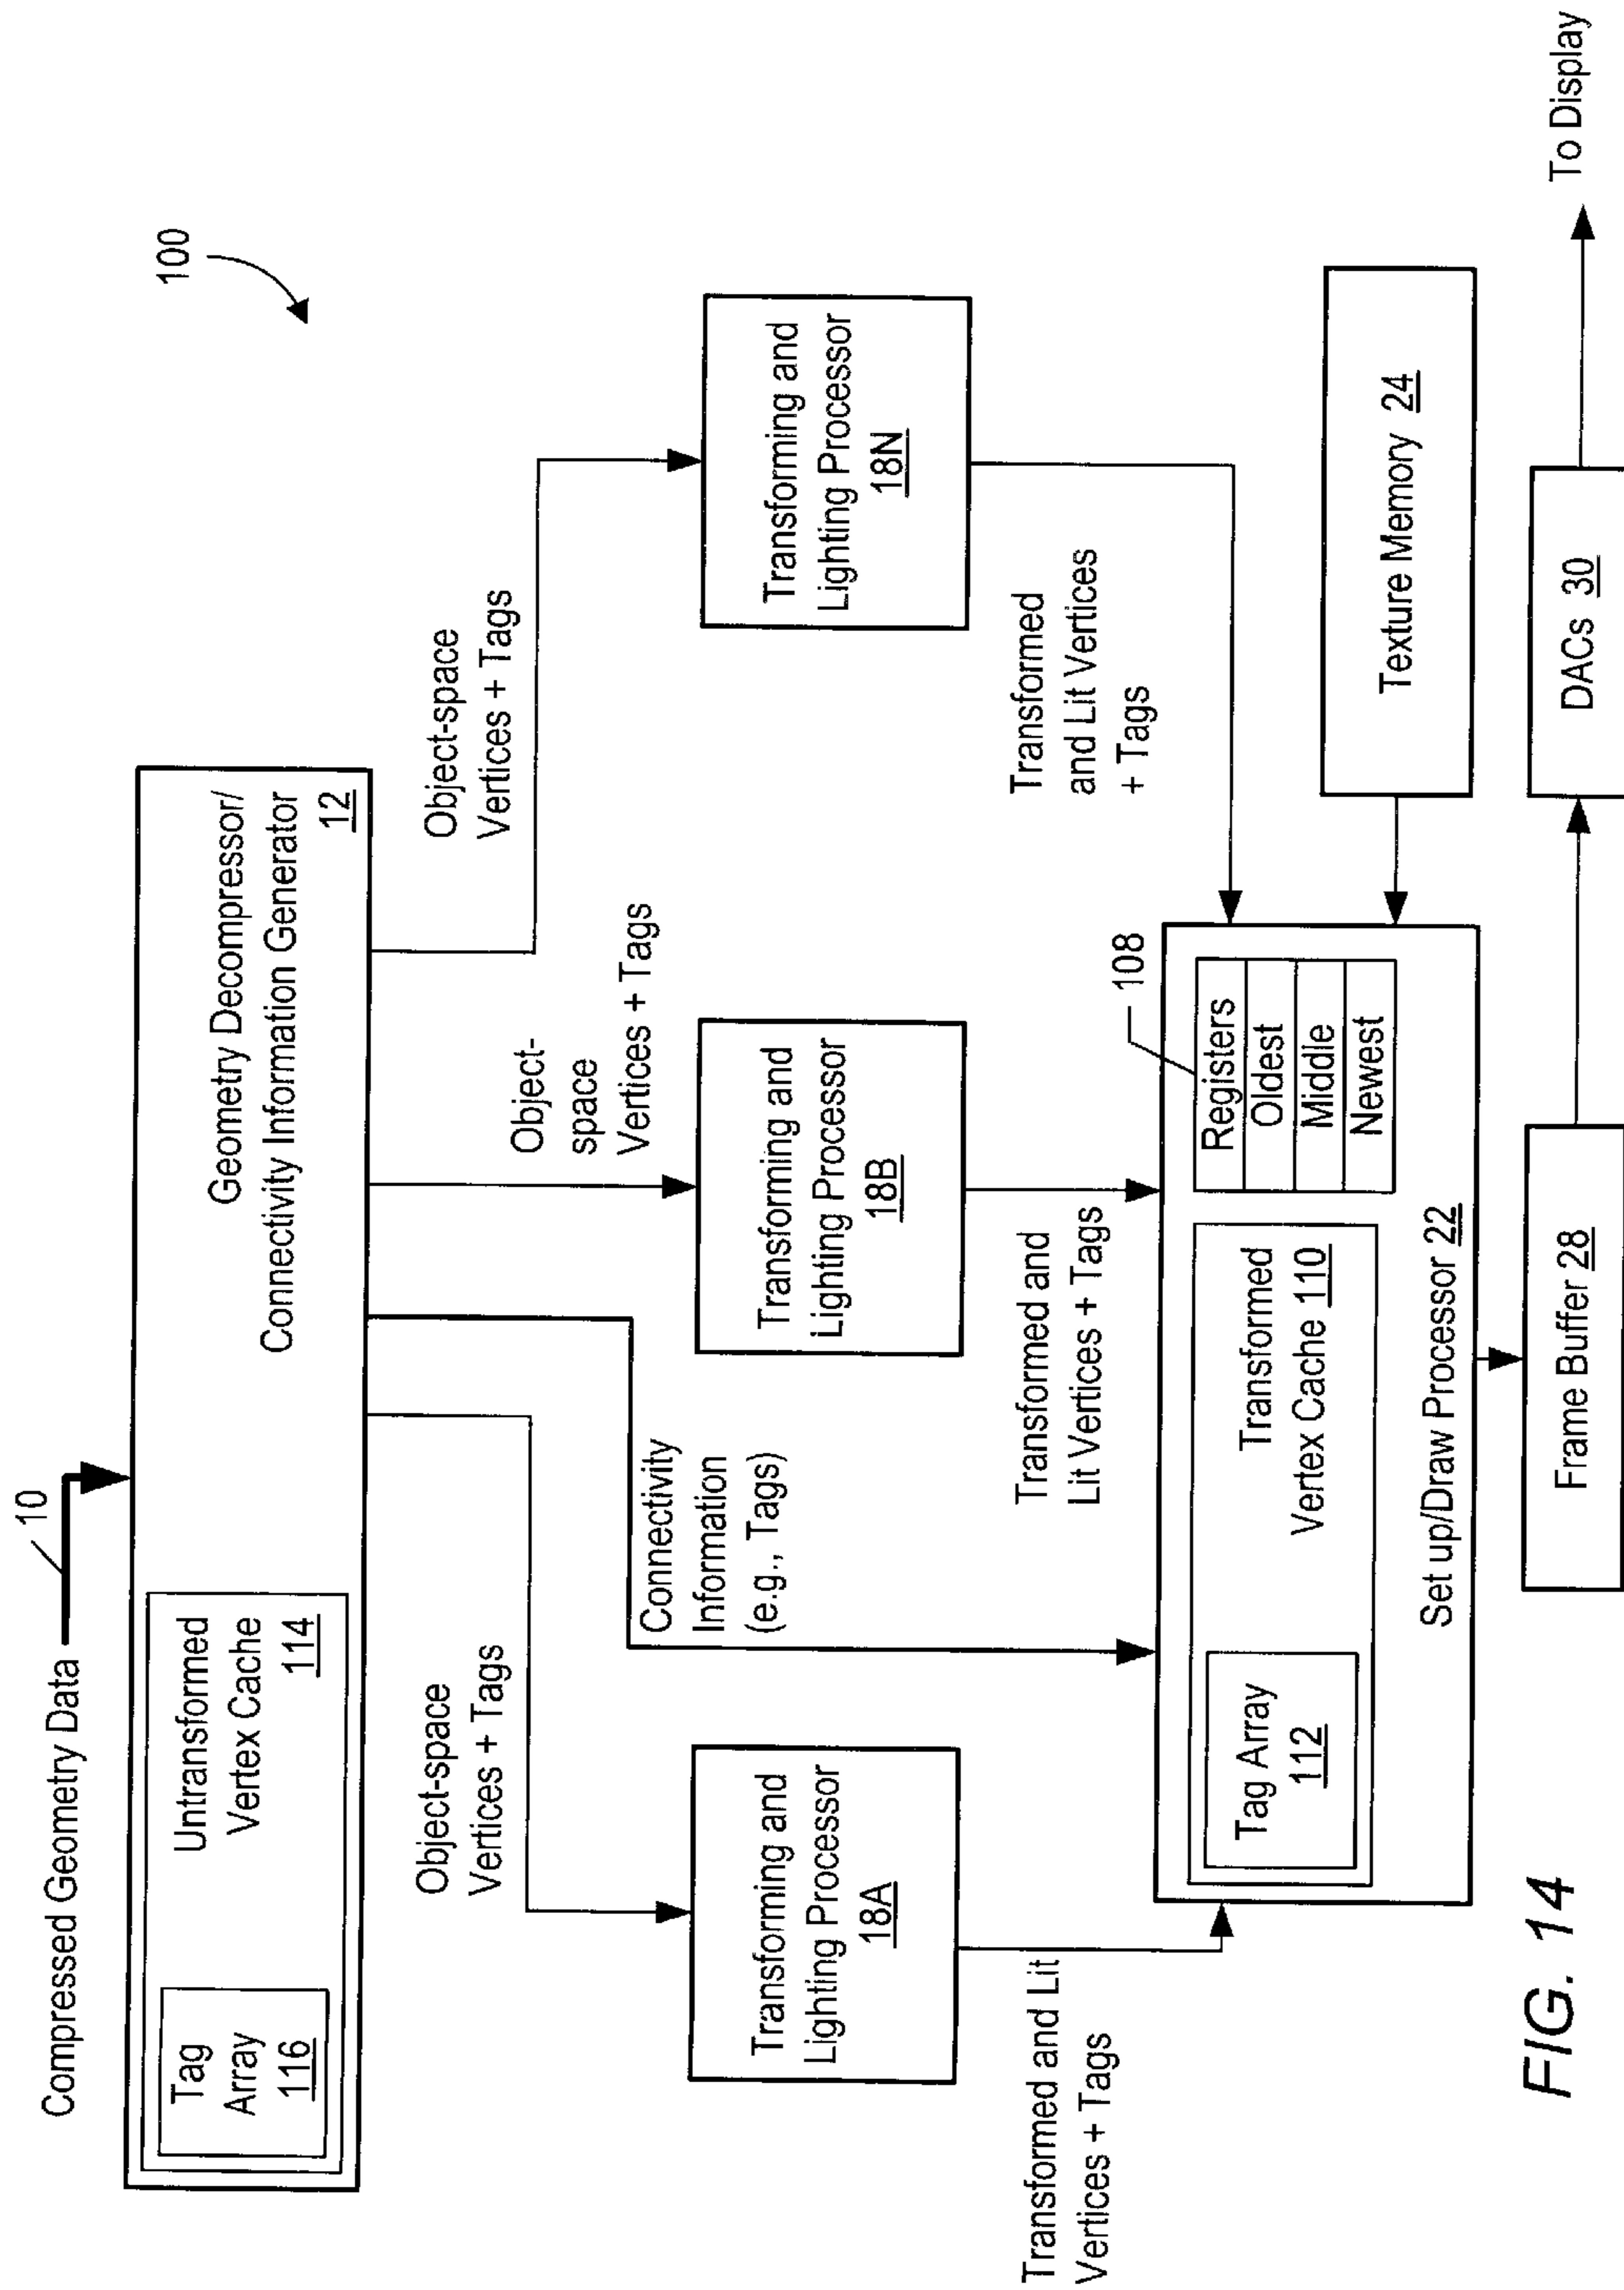 Compressed Geometry Data
10
100
Tag
Array
116
Untransformed
Vertex Cache
114
Geometry Decompressor/
Connectivity Information Generator
12
Object-space
Vertices + Tags
Connectivity
Information
(e.g., Tags)
Object-
space
Vertices + Tags
Object-space
Vertices + Tags
Transforming and
Lighting Processor
18A
Transforming and
Lighting Processor
18B
Transforming and
Lighting Processor
18N
Transformed and Lit
Vertices + Tags
Transformed and
Lit Vertices + Tags
Transformed
and Lit Vertices
+ Tags
108
Tag Array
112
Transformed
Vertex Cache 110
Registers
Oldest
Middle
Newest
Set up/Draw Processor 22
Texture Memory 24
Frame Buffer 28
DACs 30
To Display
FIG. 14